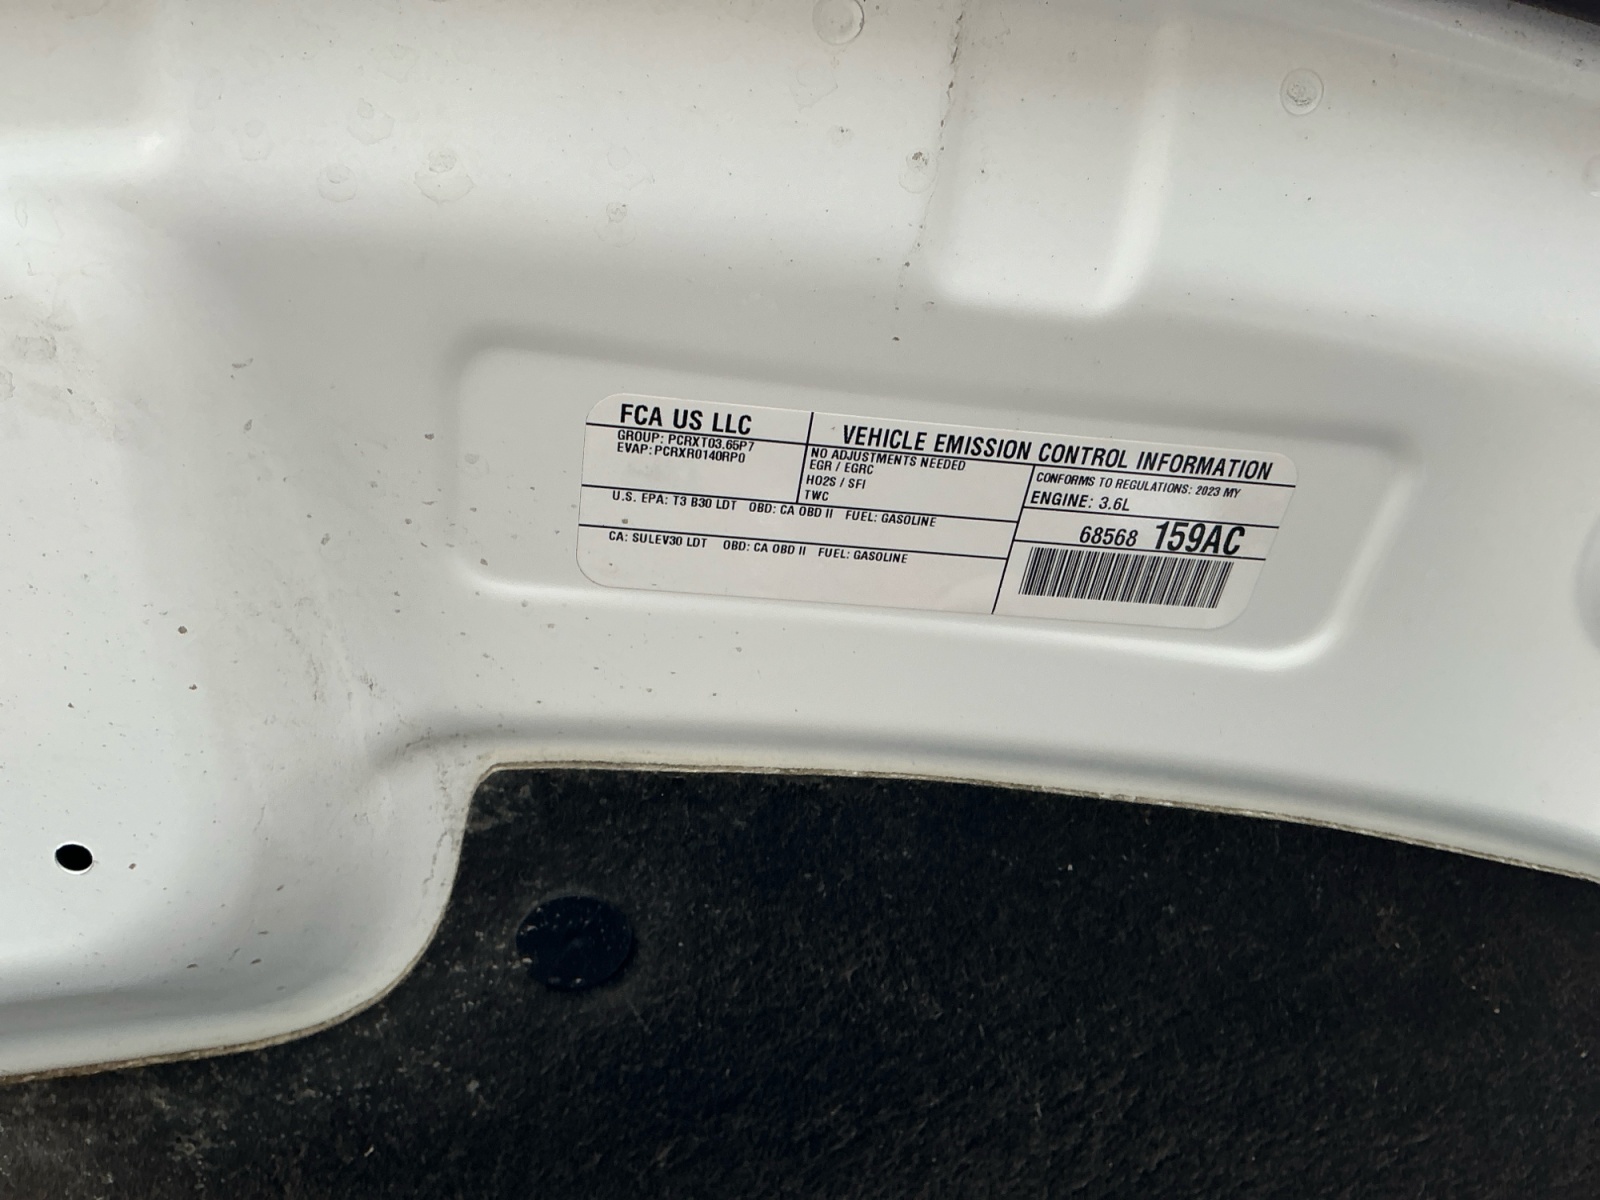 FCA US LLC
VEHICLE EMISSION CONTROL INFORMATION
GROUP: PCRXT03.65P7
EVAP: PCRXR0140RP0
NO ADJUSTMENTS NEEDED
EGR / EGRC
HO2S / SFI
TWC
CONFORMS TO REGULATIONS: 2023 MY
ENGINE: 3.6L
U.S. EPA: T3 B30 LDT OBD: CA OBD II FUEL: GASOLINE
68568 159AC
CA: SULEV30 LDT OBD: CA OBD II FUEL: GASOLINE